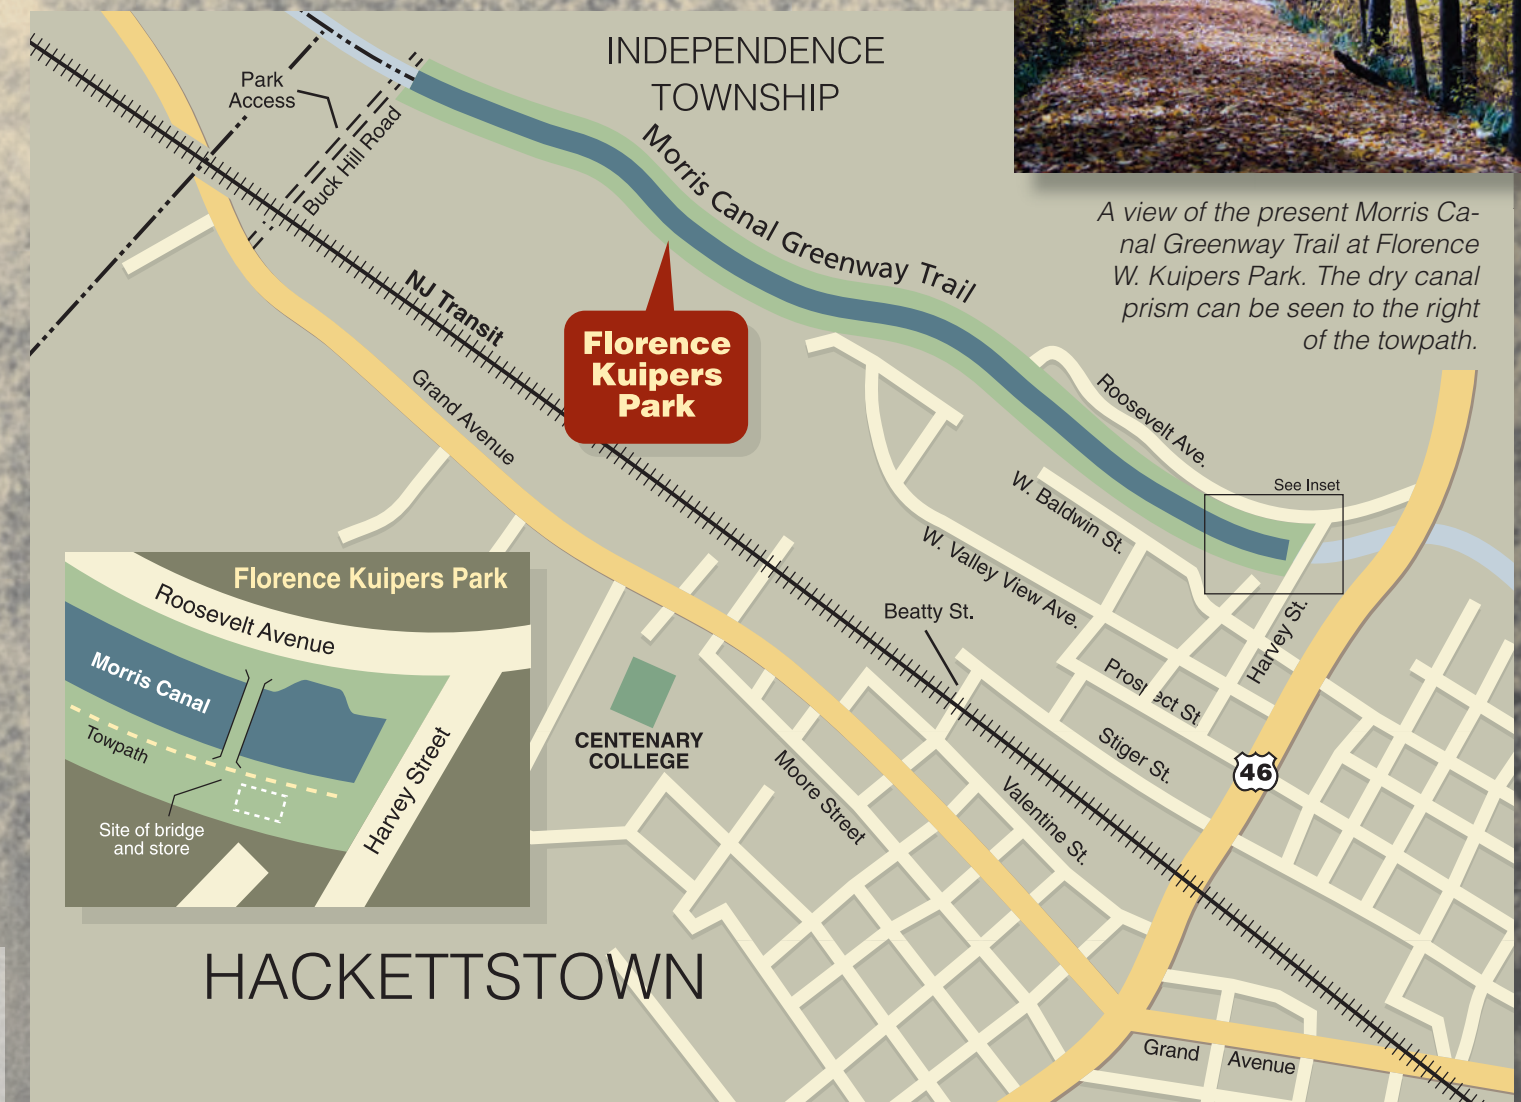 INDEPENDENCE
TOWNSHIP
Park
Access
Buck Hill Road
Morris Canal Greenway Trail
A view of the present Morris Ca-
nal Greenway Trail at Florence
W. Kuipers Park. The dry canal
prism can be seen to the right
of the towpath.
NJ Transit
Florence
Kuipers
Park
Grand Avenue
Roosevelt Ave.
See Inset
W. Baldwin St.
W. Valley View Ave.
Beatty St.
Harvey St.
Prospect St
Stiger St.
46
Valentine St.
Moore Street
CENTENARY
COLLEGE
Florence Kuipers Park
Roosevelt Avenue
Morris Canal
Towpath
Harvey Street
Site of bridge
and store
HACKETTSTOWN
Grand Avenue